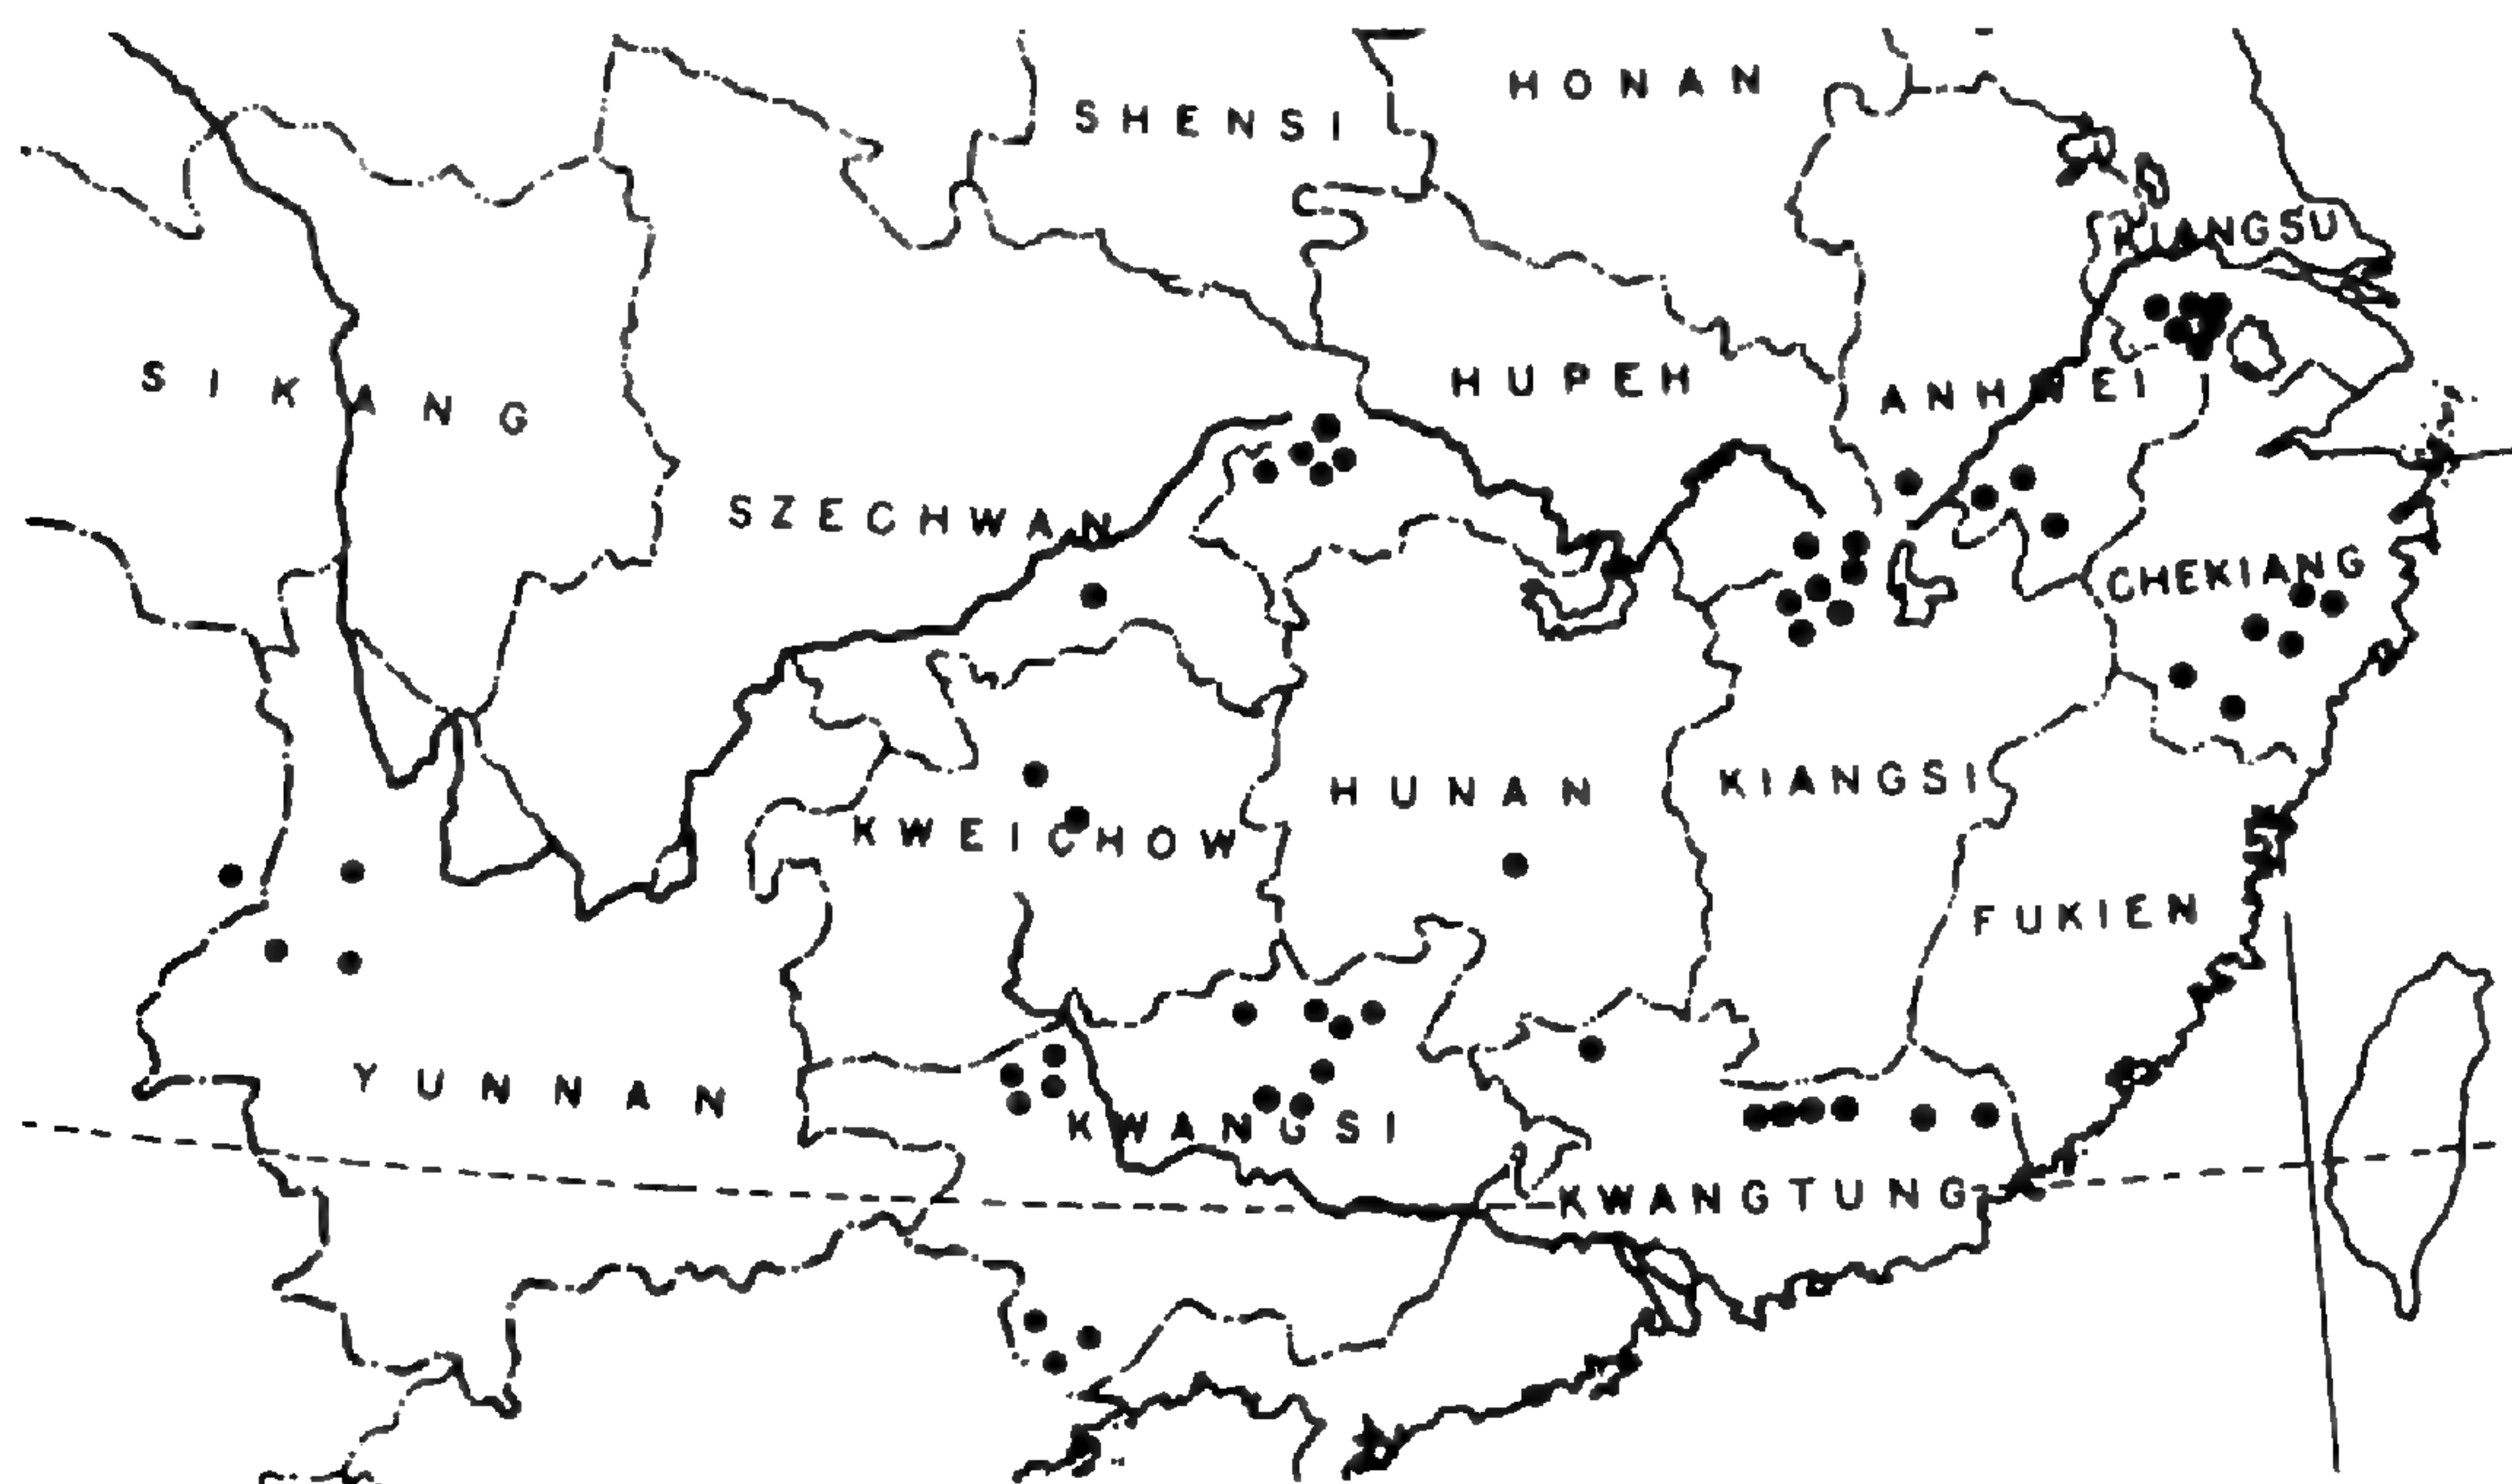 HONAN
SHENSI
KIANGSU
SIKANG
HUPEH
ANHWEI
SZECHWAN
CHEKIANG
HUNAN
KIANGSI
KWEICHOW
FUKIEN
YUNNAN
KWANGSI
KWANGTUNG